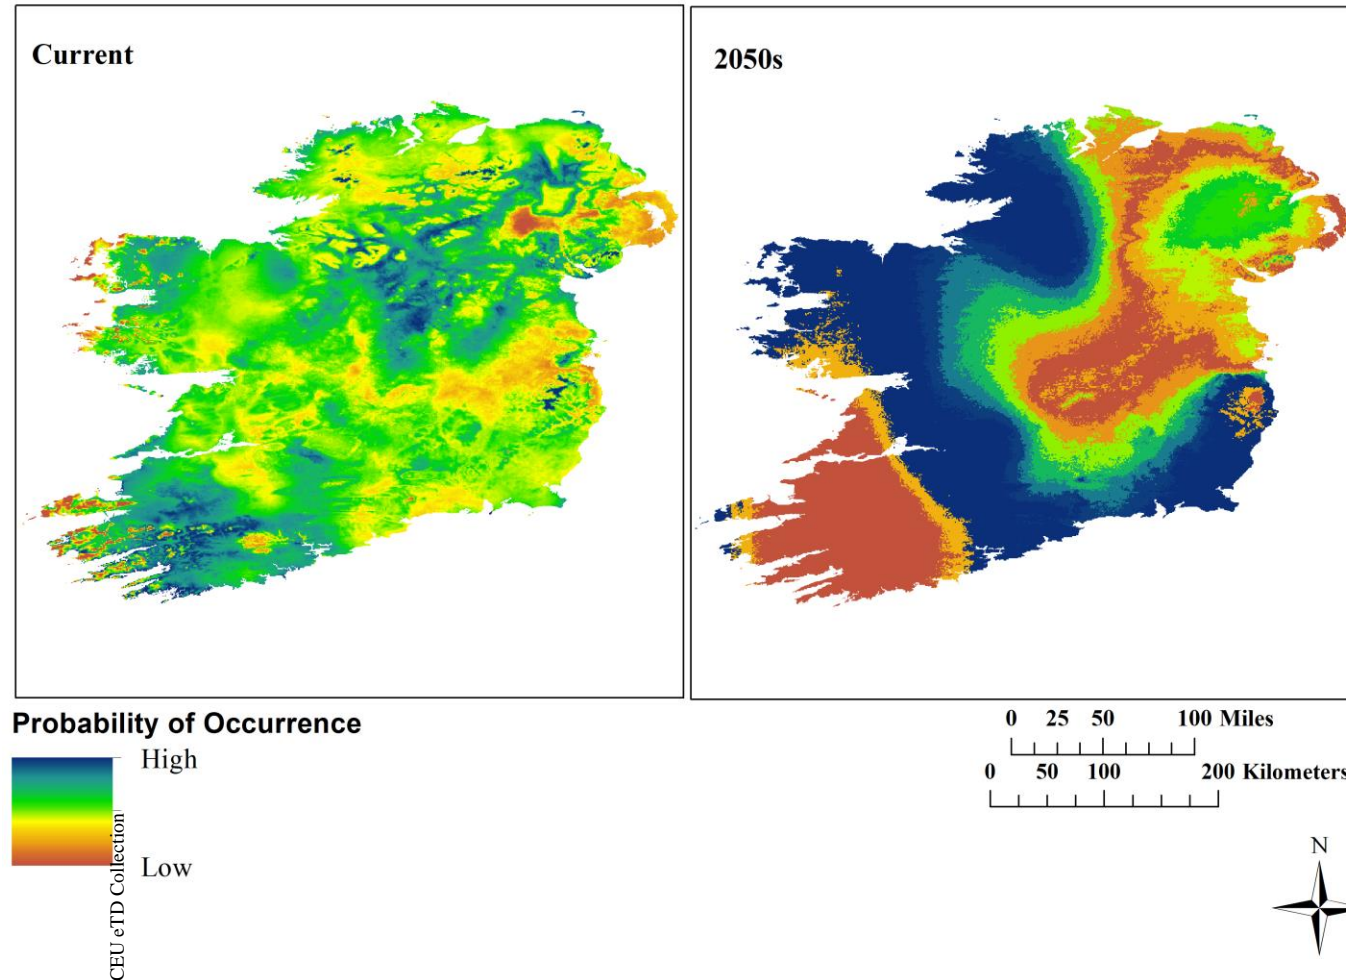 Current
2050s
Probability of Occurrence
High
Low
CEU eTD Collection
0 25 50 100 Miles
0 50 100 200 Kilometers
N